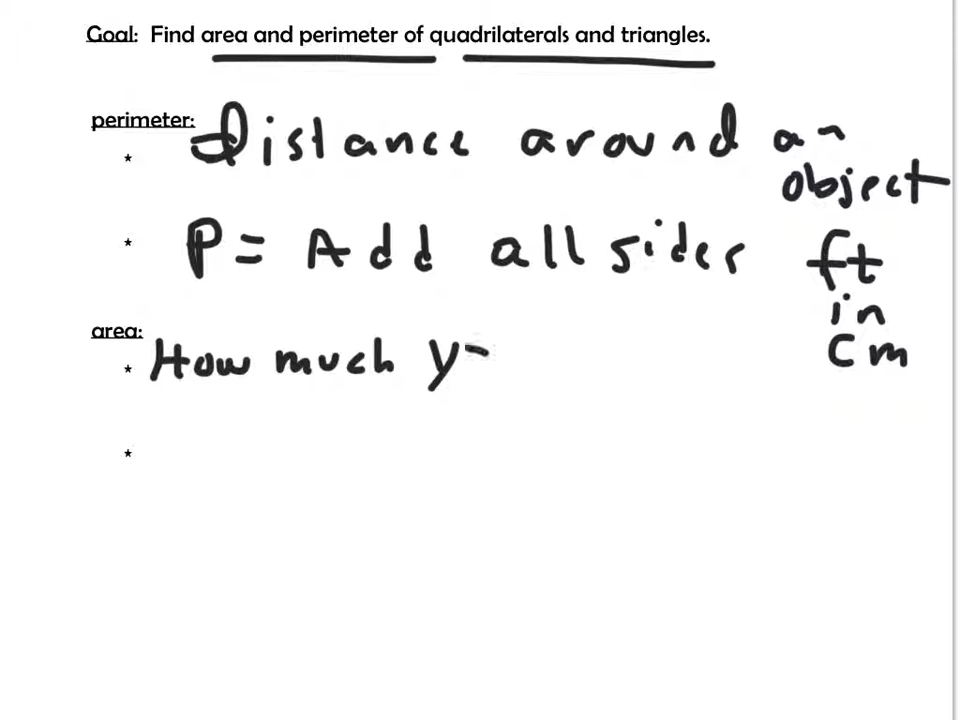 Goal: Find area and perimeter of quadrilaterals and triangles.
perimeter:
* Distance around an
object
* P = Add all sides ft
in
cm
area:
* How much y
*